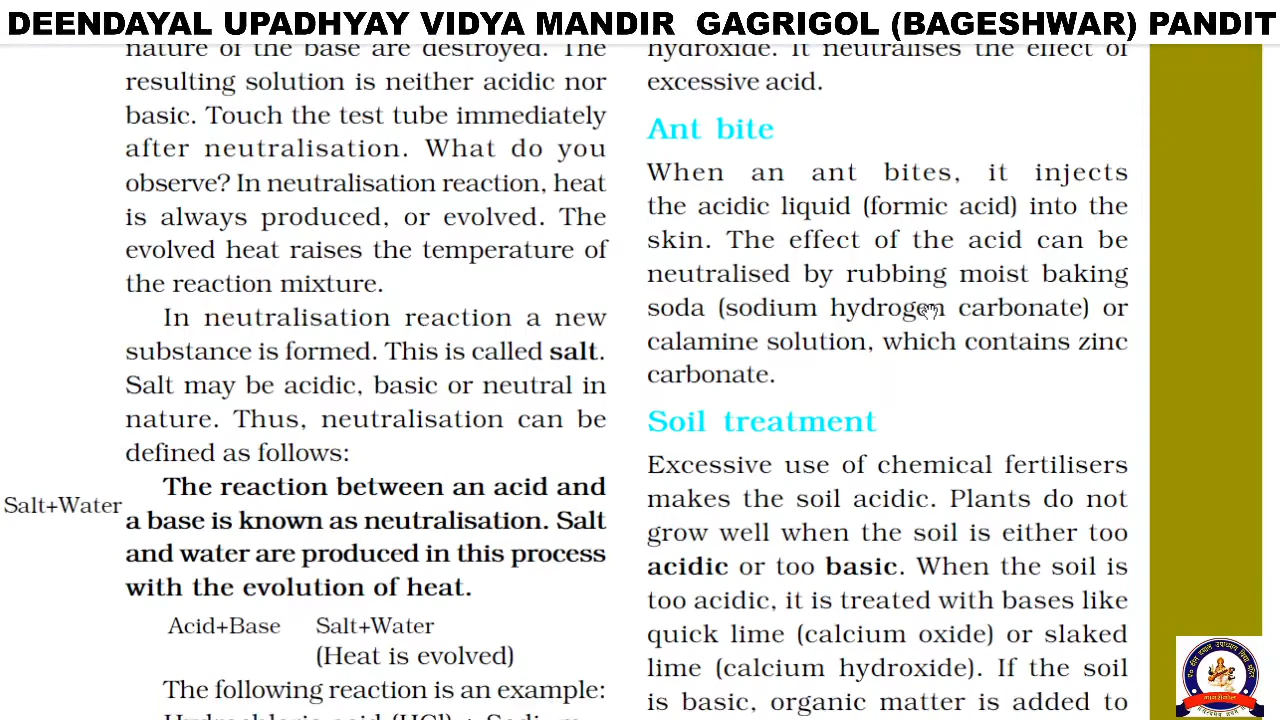 DEENDAYAL UPADHYAY VIDYA MANDIR GAGRIGOL (BAGESHWAR) PANDIT
nature of the base are destroyed. The
resulting solution is neither acidic nor
basic. Touch the test tube immediately
after neutralisation. What do you
observe? In neutralisation reaction, heat
is always produced, or evolved. The
evolved heat raises the temperature of
the reaction mixture.
In neutralisation reaction a new
substance is formed. This is called salt.
Salt may be acidic, basic or neutral in
nature. Thus, neutralisation can be
defined as follows:
Salt+Water
The reaction between an acid and
a base is known as neutralisation. Salt
and water are produced in this process
with the evolution of heat.
Acid+Base Salt+Water
(Heat is evolved)
The following reaction is an example:
Hydrochloric acid (HCl) + Sodium
hydroxide. It neutralises the effect of
excessive acid.
Ant bite
When an ant bites, it injects
the acidic liquid (formic acid) into the
skin. The effect of the acid can be
neutralised by rubbing moist baking
soda (sodium hydrogen carbonate) or
calamine solution, which contains zinc
carbonate.
Soil treatment
Excessive use of chemical fertilisers
makes the soil acidic. Plants do not
grow well when the soil is either too
acidic or too basic. When the soil is
too acidic, it is treated with bases like
quick lime (calcium oxide) or slaked
lime (calcium hydroxide). If the soil
is basic, organic matter is added to